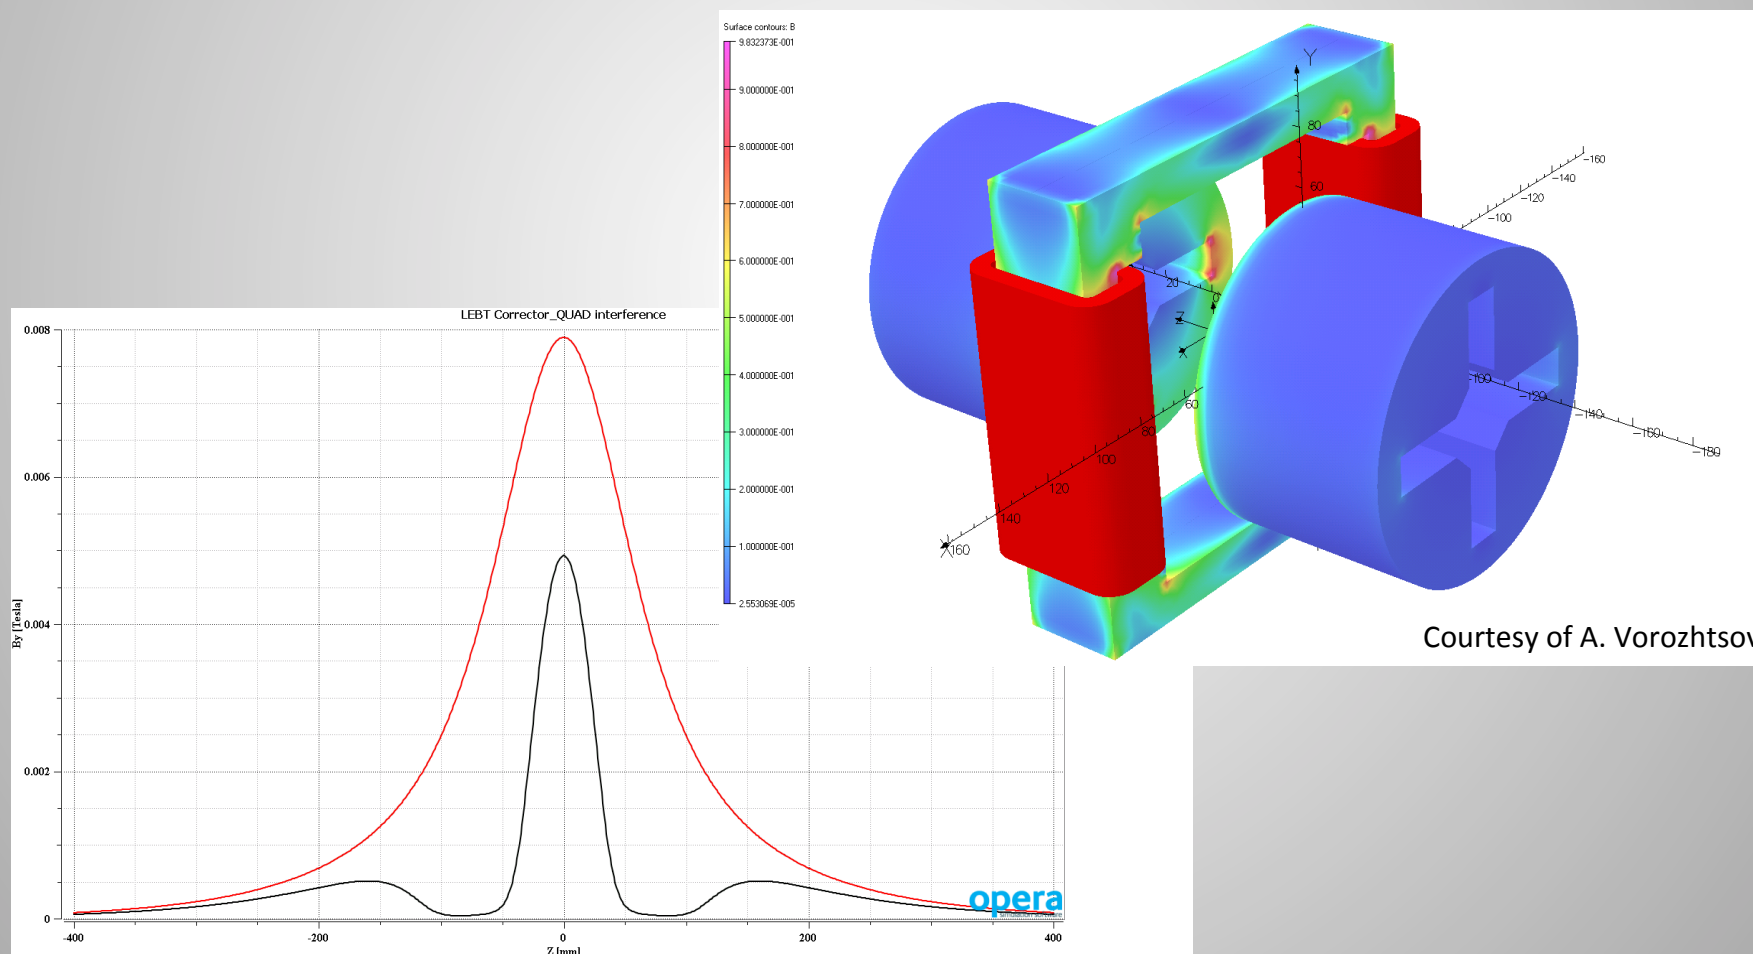 Surface contours: B
9.832373E-001
9.000000E-001
8.000000E-001
7.000000E-001
6.000000E-001
5.000000E-001
4.000000E-001
3.000000E-001
2.000000E-001
1.000000E-001
2.553069E-005
Y
80
60
-160
-140
-120
-100
20
0
Z
X
60
80
100
120
140
160
X
-100
-120
-140
-160
-180
Courtesy of A. Vorozhtsov
LEBT Corrector_QUAD interference
0.008
0.006
0.004
0.002
0
By [Tesla]
-400
-200
0
200
400
Z [mm]
opera
simulation software